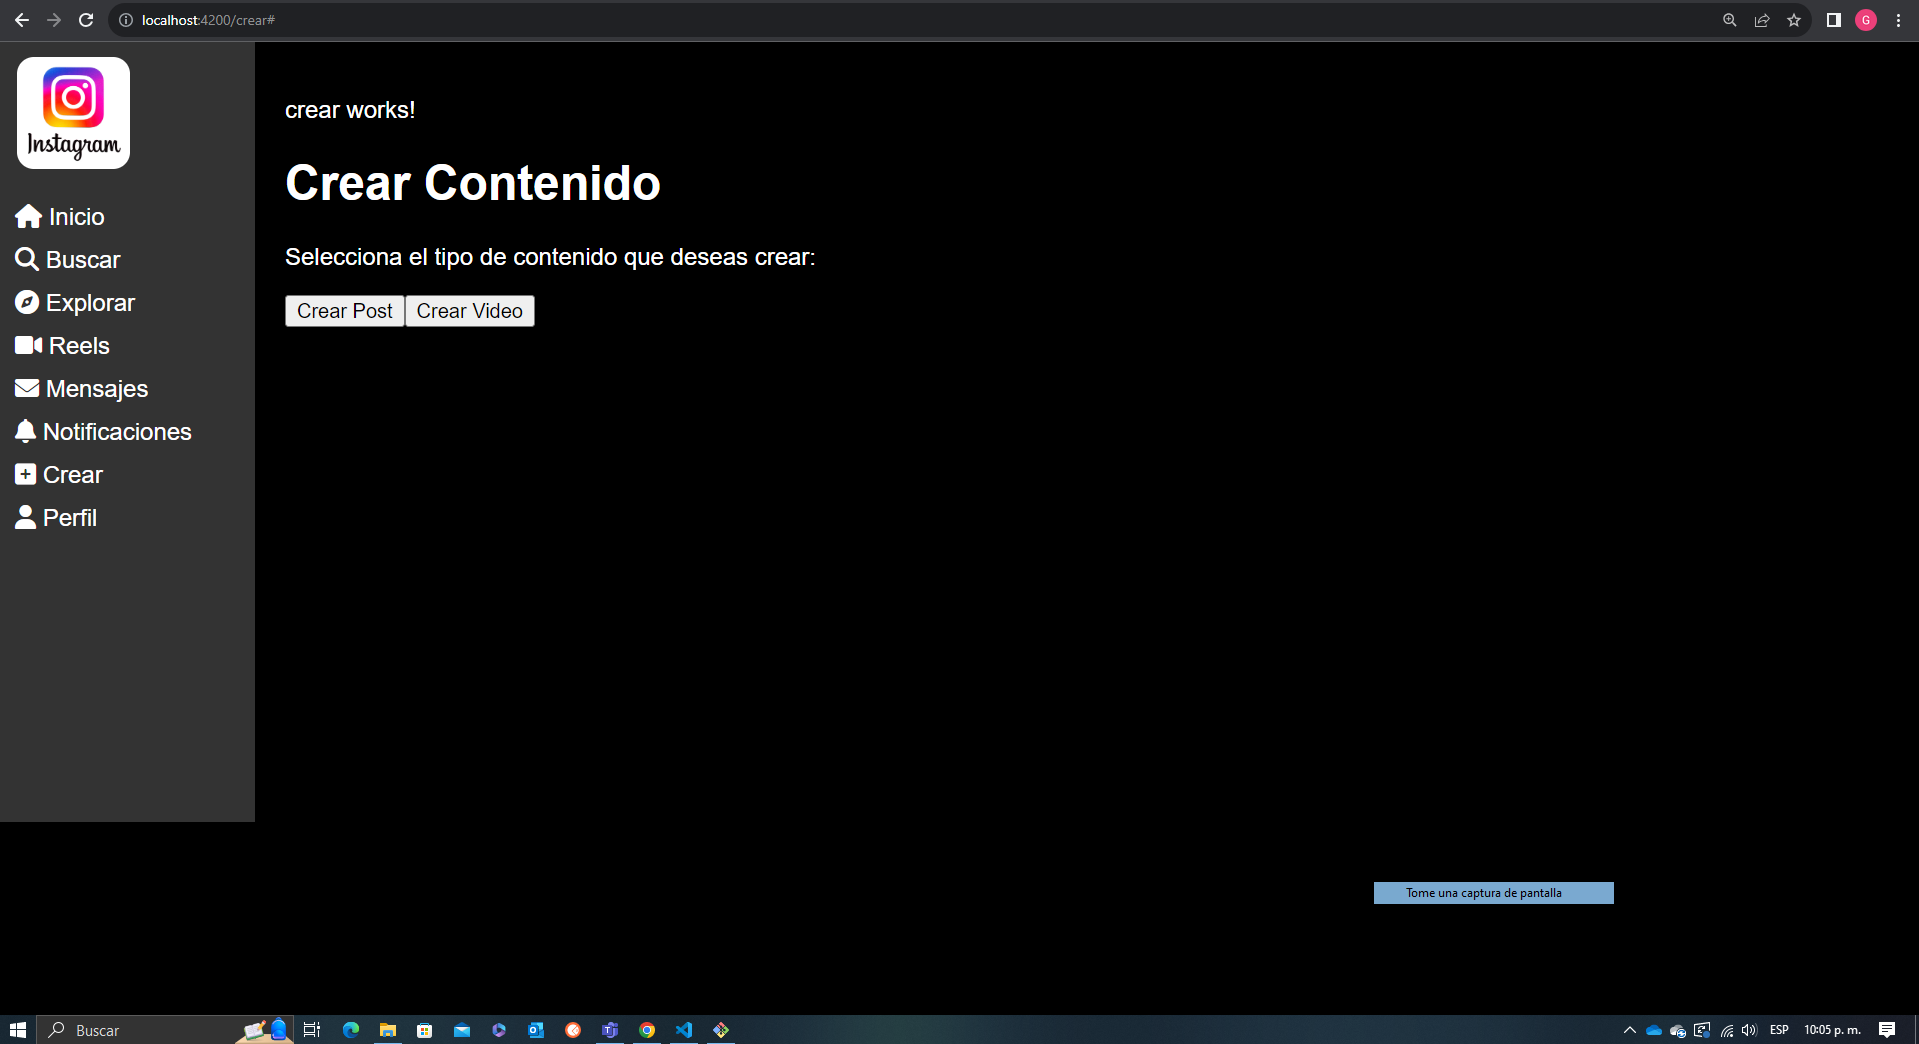 localhost:4200/crear#
G
Instagram
crear works!
Crear Contenido
Selecciona el tipo de contenido que deseas crear:
Crear Post Crear Video
Inicio
Buscar
Explorar
Reels
Mensajes
Notificaciones
Crear
Perfil
Tome una captura de pantalla
Buscar
ESP
10:05 p. m.